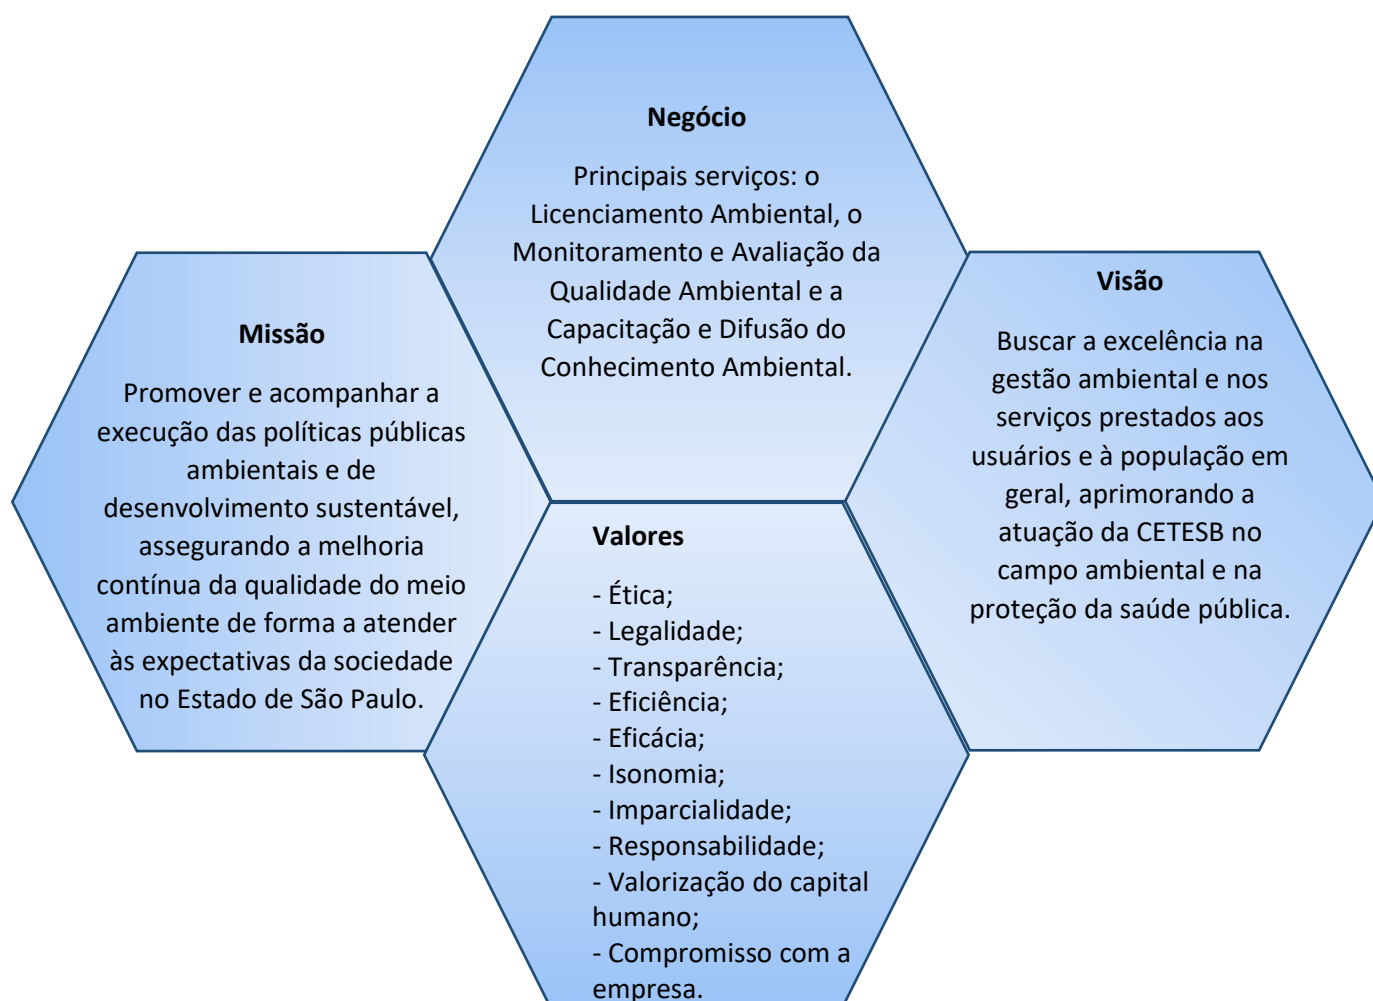 Negócio
Principais serviços: o
Licenciamento Ambiental, o
Monitoramento e Avaliação da
Qualidade Ambiental e a
Capacitação e Difusão do
Conhecimento Ambiental.
Missão
Promover e acompanhar a
execução das políticas públicas
ambientais e de
desenvolvimento sustentável,
assegurando a melhoria
contínua da qualidade do meio
ambiente de forma a atender
às expectativas da sociedade
no Estado de São Paulo.
Visão
Buscar a excelência na
gestão ambiental e nos
serviços prestados aos
usuários e à população em
geral, aprimorando a
atuação da CETESB no
campo ambiental e na
proteção da saúde pública.
Valores
- Ética;
- Legalidade;
- Transparência;
- Eficiência;
- Eficácia;
- Isonomia;
- Imparcialidade;
- Responsabilidade;
- Valorização do capital
humano;
- Compromisso com a
empresa.